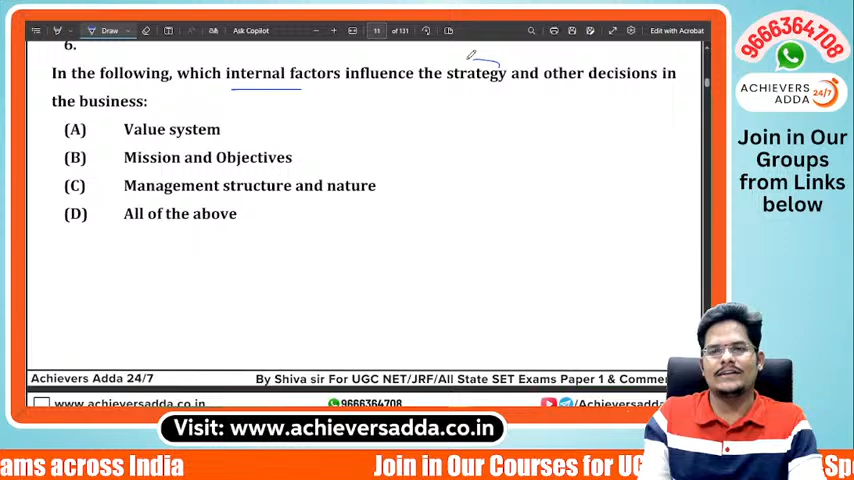 Draw
Ask Copilot
11 of 131
Edit with Acrobat
6.
In the following, which internal factors influence the strategy and other decisions in
the business:
(A) Value system
(B) Mission and Objectives
(C) Management structure and nature
(D) All of the above
Achievers Adda 24/7
By Shiva sir For UGC NET/JRF/All State SET Exams Paper 1 & Comme
www.achieversadda.co.in
9666364708
/Achieversadda
9666364708
ACHIEVERS
ADDA
24/7
Join in Our
Groups
from Links
below
Visit: www.achieversadda.co.in
ams across India
Join in Our Courses for UG
Spe